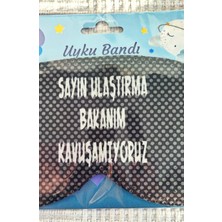 Uyku Bandı
SAYIN ULAŞTIRMA
BAKANIM
KAVUŞAMIYORUZ